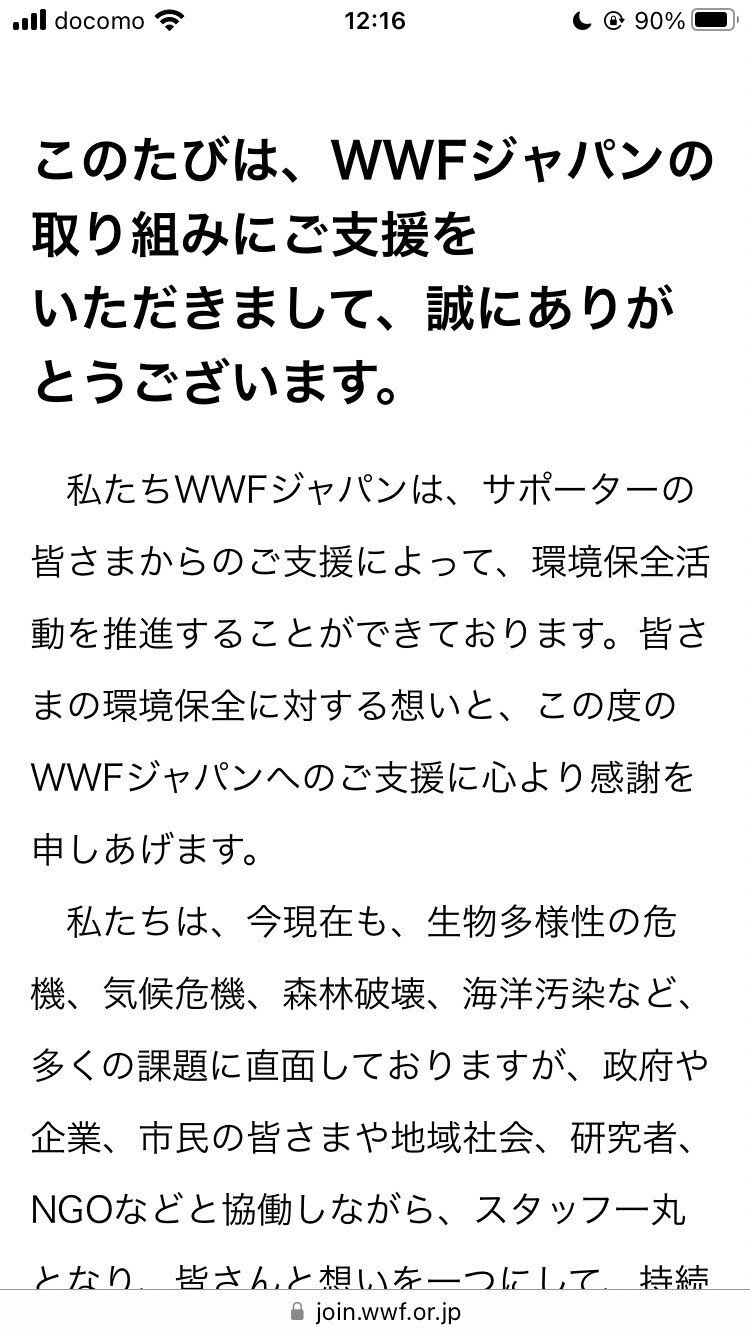 docomo 12:16 90%
このたびは、WWFジャパンの
取り組みにご支援を
いただきまして、誠にありが
とうございます。
私たちWWFジャパンは、サポーターの
皆さまからのご支援によって、環境保全活
動を推進することができております。皆さ
まの環境保全に対する想いと、この度の
WWFジャパンへのご支援に心より感謝を
申しあげます。
私たちは、今現在も、生物多様性の危
機、気候危機、森林破壊、海洋汚染など、
多くの課題に直面しておりますが、政府や
企業、市民の皆さまや地域社会、研究者、
NGOなどと協働しながら、スタッフ一丸
となり、皆さんと想いを一つにして、持続
join.wwf.or.jp